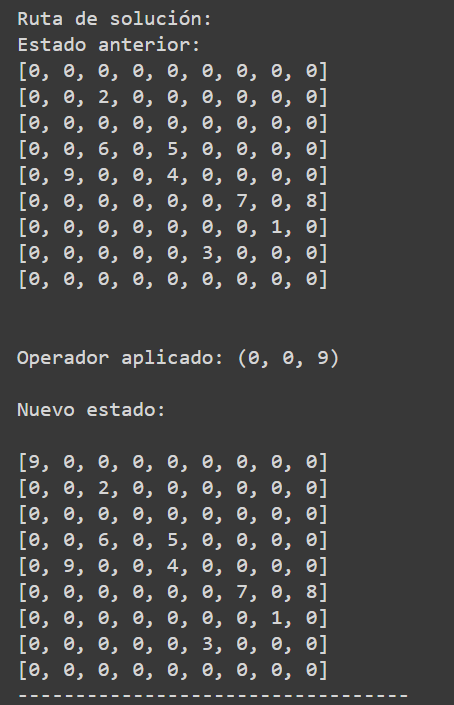 Ruta de solución:
Estado anterior:
[0, 0, 0, 0, 0, 0, 0, 0, 0]
[0, 0, 2, 0, 0, 0, 0, 0, 0]
[0, 0, 0, 0, 0, 0, 0, 0, 0]
[0, 0, 6, 0, 5, 0, 0, 0, 0]
[0, 9, 0, 0, 4, 0, 0, 0, 0]
[0, 0, 0, 0, 0, 0, 7, 0, 8]
[0, 0, 0, 0, 0, 0, 0, 1, 0]
[0, 0, 0, 0, 0, 3, 0, 0, 0]
[0, 0, 0, 0, 0, 0, 0, 0, 0]
Operador aplicado: (0, 0, 9)
Nuevo estado:
[9, 0, 0, 0, 0, 0, 0, 0, 0]
[0, 0, 2, 0, 0, 0, 0, 0, 0]
[0, 0, 0, 0, 0, 0, 0, 0, 0]
[0, 0, 6, 0, 5, 0, 0, 0, 0]
[0, 9, 0, 0, 4, 0, 0, 0, 0]
[0, 0, 0, 0, 0, 0, 7, 0, 8]
[0, 0, 0, 0, 0, 0, 0, 1, 0]
[0, 0, 0, 0, 0, 3, 0, 0, 0]
[0, 0, 0, 0, 0, 0, 0, 0, 0]
----------------------------------